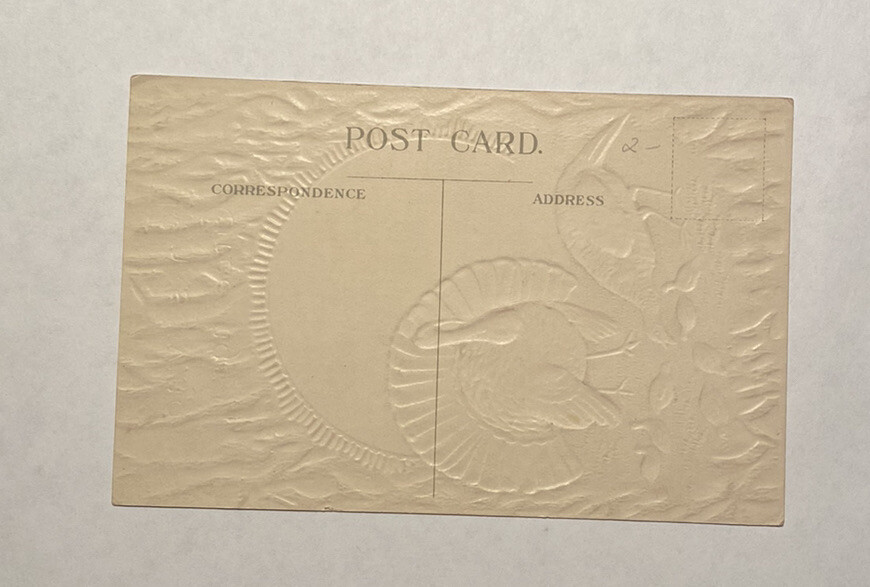 POST CARD.
2-
CORRESPONDENCE
ADDRESS